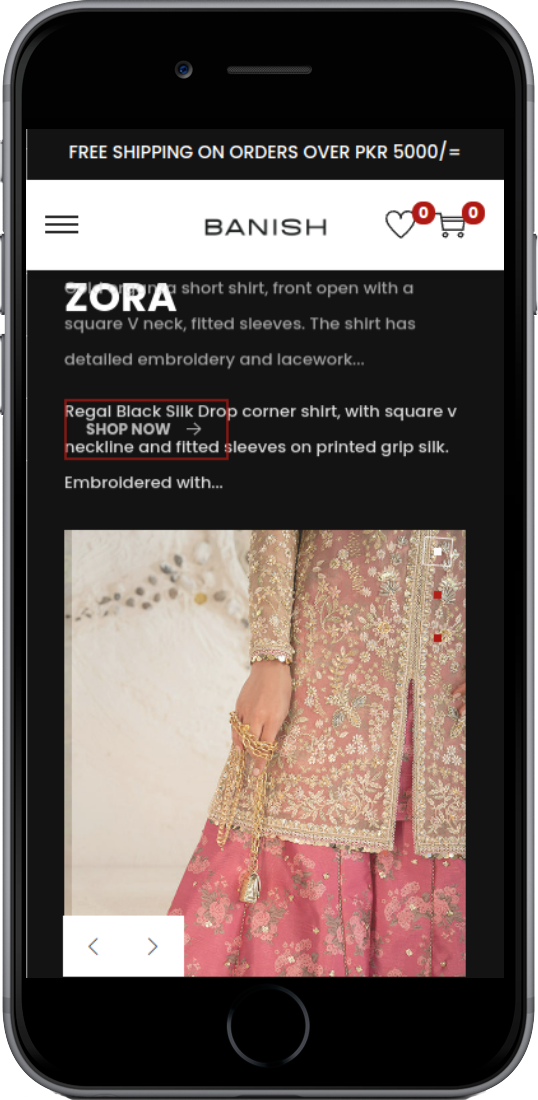 FREE SHIPPING ON ORDERS OVER PKR 5000/=
BANISH
0
0
ZORA
short shirt, front open with a
square V neck, fitted sleeves. The shirt has
detailed embroidery and lacework...
Regal Black Silk Drop corner shirt, with square v
SHOP NOW
neckline and fitted sleeves on printed grip silk.
Embroidered with...